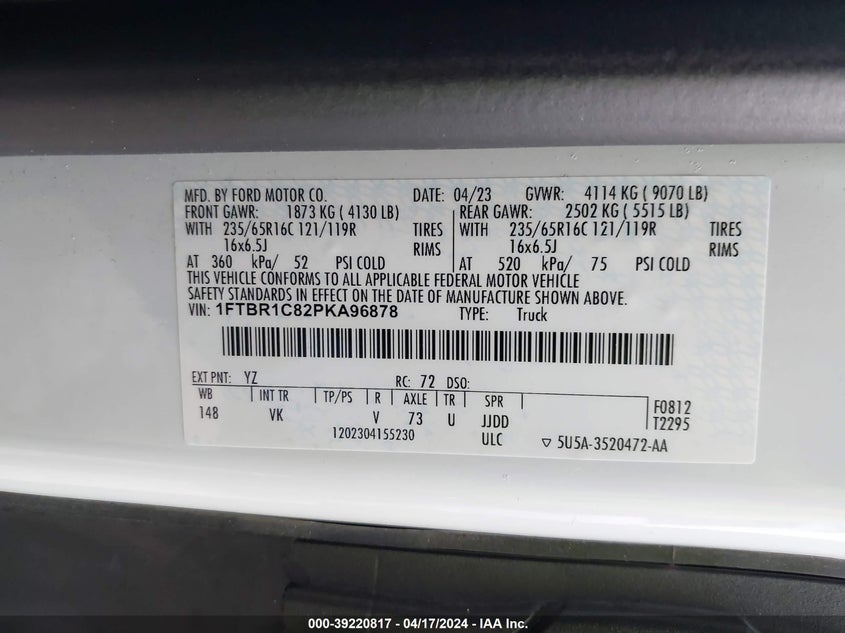 MFD. BY FORD MOTOR CO. DATE: 04/23 GVWR: 4114 KG ( 9070 LB)
FRONT GAWR: 1873 KG ( 4130 LB) REAR GAWR: 2502 KG ( 5515 LB)
WITH 235/65R16C 121/119R TIRES WITH 235/65R16C 121/119R TIRES
16x6.5J RIMS 16x6.5J RIMS
AT 360 kPa/ 52 PSI COLD AT 520 kPa/ 75 PSI COLD
THIS VEHICLE CONFORMS TO ALL APPLICABLE FEDERAL MOTOR VEHICLE
SAFETY STANDARDS IN EFFECT ON THE DATE OF MANUFACTURE SHOWN ABOVE.
VIN: 1FTBR1C82PKA96878 TYPE: Truck
EXT PNT: YZ RC: 72 DSO:
WB INT TR TP/PS R AXLE TR SPR F0812
148 VK V 73 U JJDD T2295
1202304155230 ULC ▽ 5U5A-3520472-AA
000-39220817 - 04/17/2024 - IAA Inc.